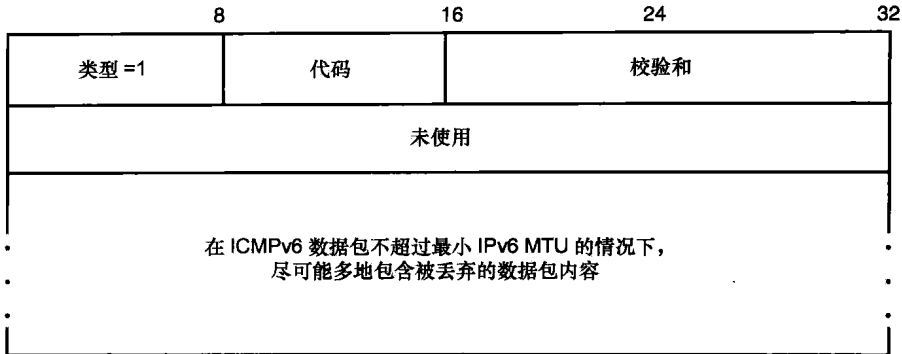 8 16 24 32
类型 =1 代码 校验和
未使用
在 ICMPv6 数据包不超过最小 IPv6 MTU 的情况下，
尽可能多地包含被丢弃的数据包内容